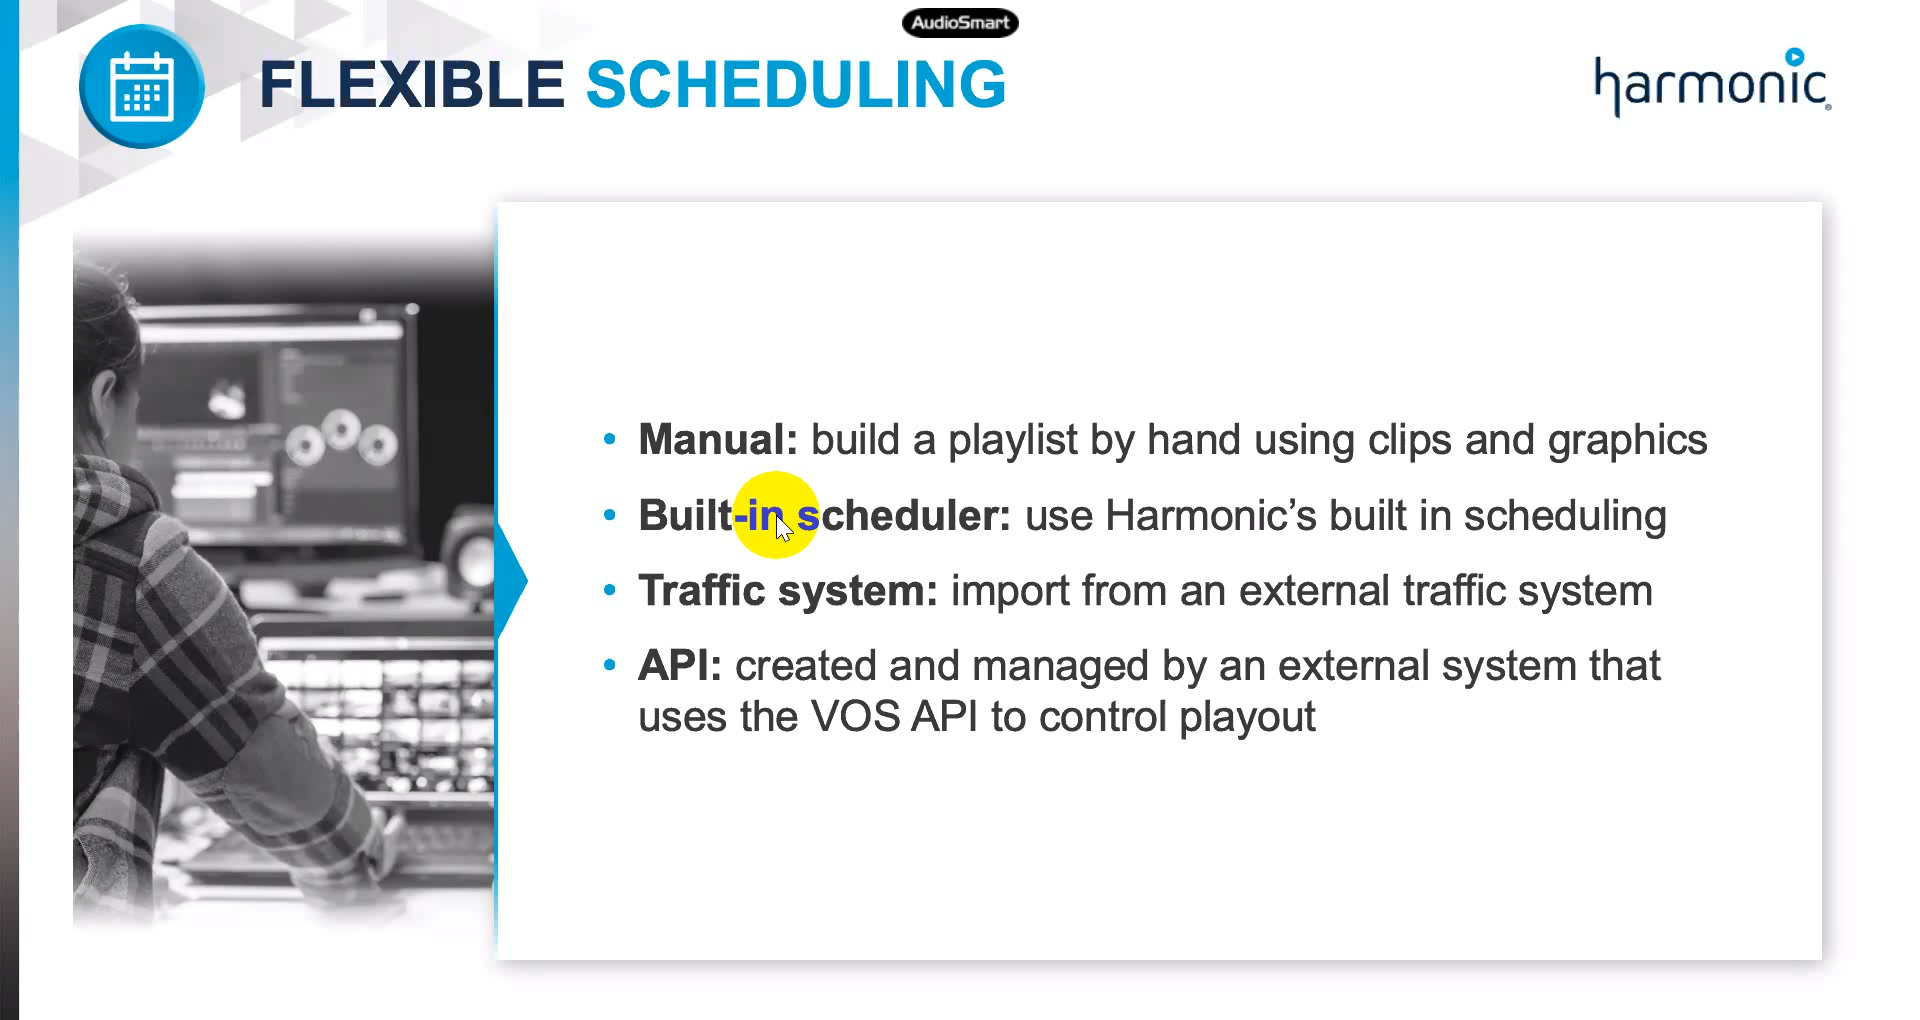 AudioSmart
FLEXIBLE SCHEDULING
harmonic
• Manual: build a playlist by hand using clips and graphics
• Built-in scheduler: use Harmonic’s built in scheduling
• Traffic system: import from an external traffic system
• API: created and managed by an external system that
uses the VOS API to control playout